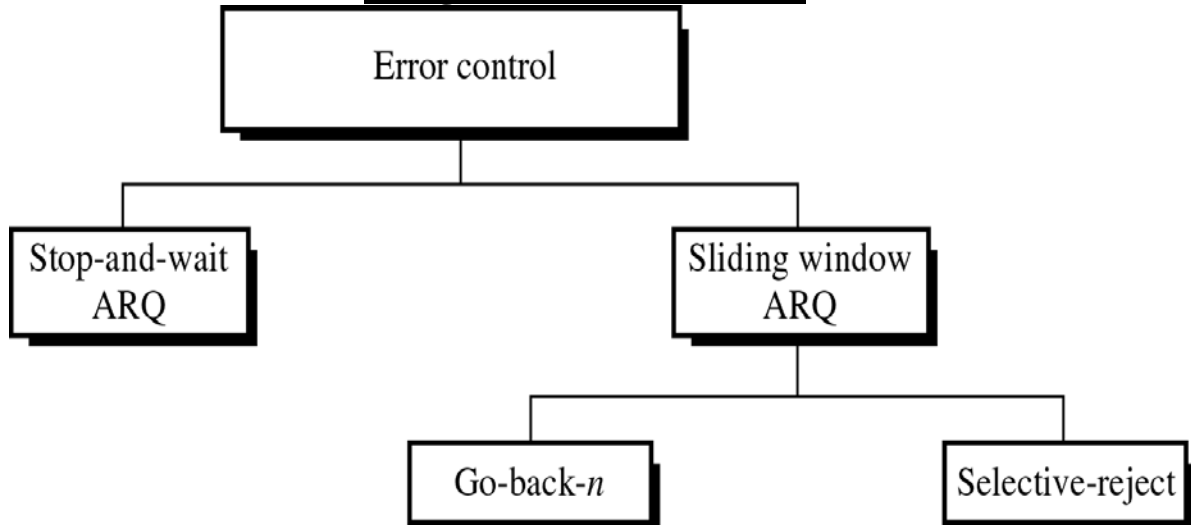 Error control
Stop-and-wait
ARQ
Sliding window
ARQ
Go-back-n
Selective-reject